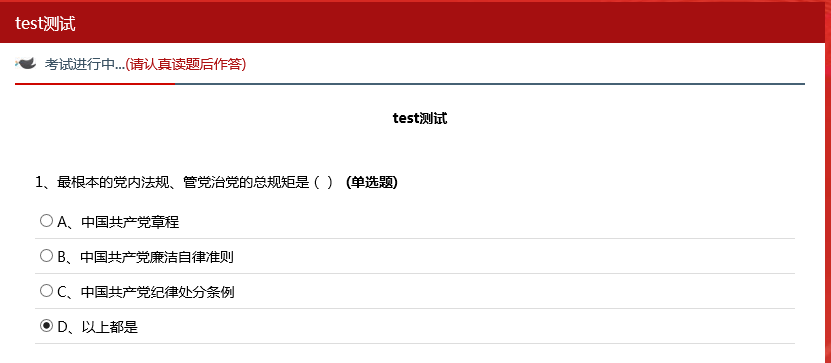 test测试
考试进行中...(请认真读题后作答)
test测试
1、最根本的党内法规、管党治党的总规矩是（ ） (单选题)
A、中国共产党章程
B、中国共产党廉洁自律准则
C、中国共产党纪律处分条例
D、以上都是